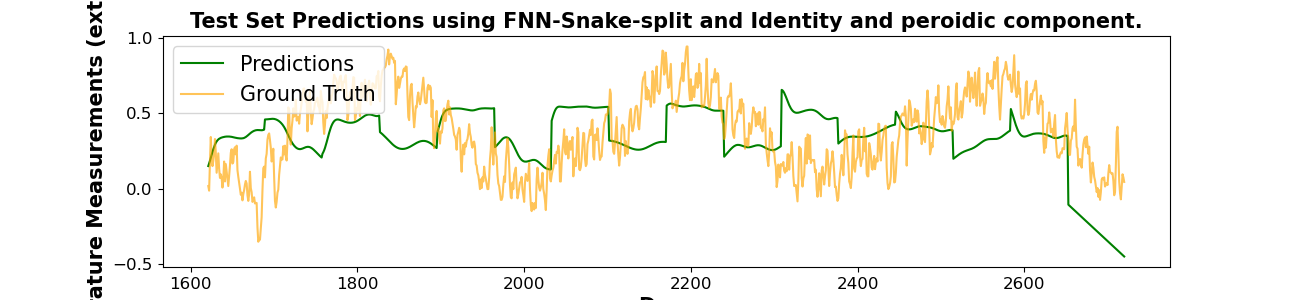 Test Set Predictions using FNN-Snake-split and Identity and peroidic component.
Predictions
Ground Truth
1.0
0.5
0.0
−0.5
1600 1800 2000 2200 2400 2600
Measurements